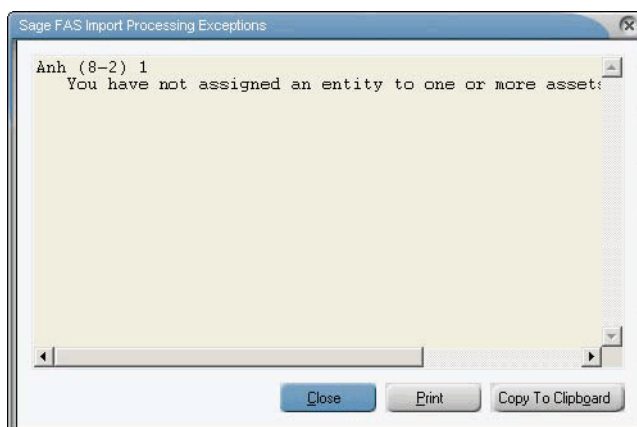 Sage FAS Import Processing Exceptions
Anh (8-2) 1
You have not assigned an entity to one or more assets
Close
Print
Copy To Clipboard